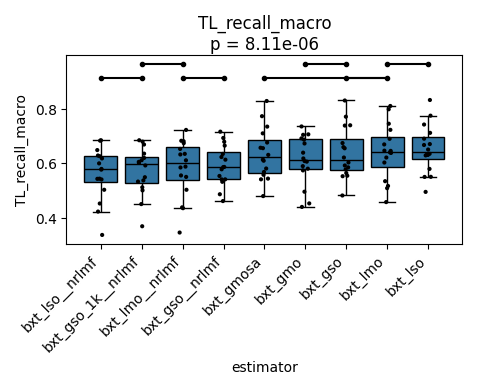 TL_recall_macro
p = 8.11e-06
TL_recall_macro
0.8
0.6
0.4
bxt_lso__nrlmf
bxt_gso_1k__nrlmf
bxt_lmo__nrlmf
bxt_gso__nrlmf
bxt_gmosa
bxt_gmo
bxt_gso
bxt_lmo
bxt_lso
estimator